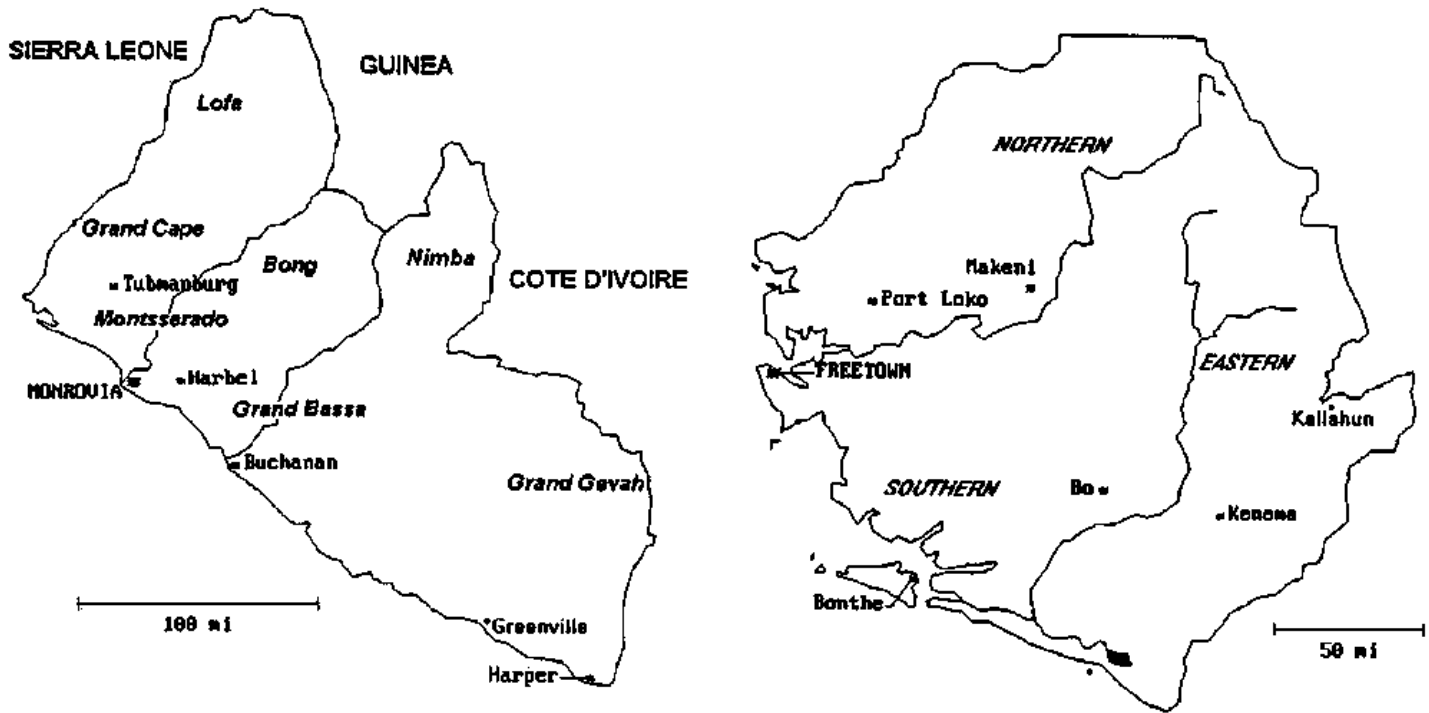 SIERRA LEONE
GUINEA
Lofa
Grand Cape
Bong
Nimba
COTE D'IVOIRE
Tubmanburg
Montsserado
MONROVIA
Harbel
Grand Bassa
Buchanan
Grand Gevah
100 mi
Greenville
Harper
NORTHERN
Makeni
Port Loko
FREETOWN
EASTERN
Kailahun
SOUTHERN
Bo
Kenema
Bonthe
50 mi